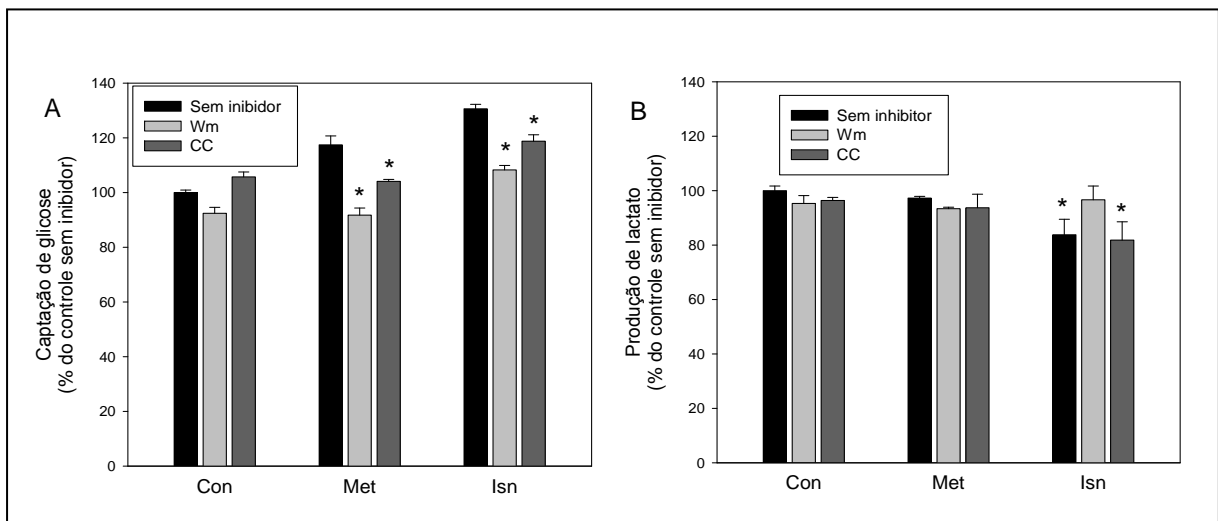 A
Sem inibidor
Wm
CC
Captação de glicose
(% do controle sem inibidor)
140
120
100
80
60
40
20
0
*
*
*
*
Con
Met
Isn
B
Sem inhibitor
Wm
CC
Produção de lactato
(% do controle sem inibidor)
140
120
100
80
60
40
20
0
*
*
Con
Met
Isn